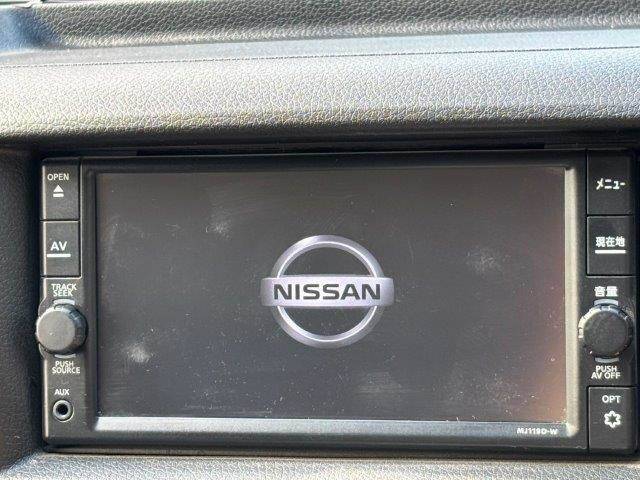 OPEN
AV
TRACK
SEEK
PUSH
SOURCE
AUX
NISSAN
メニュー
現在地
音量
PUSH
AV OFF
OPT
MJ119D-W